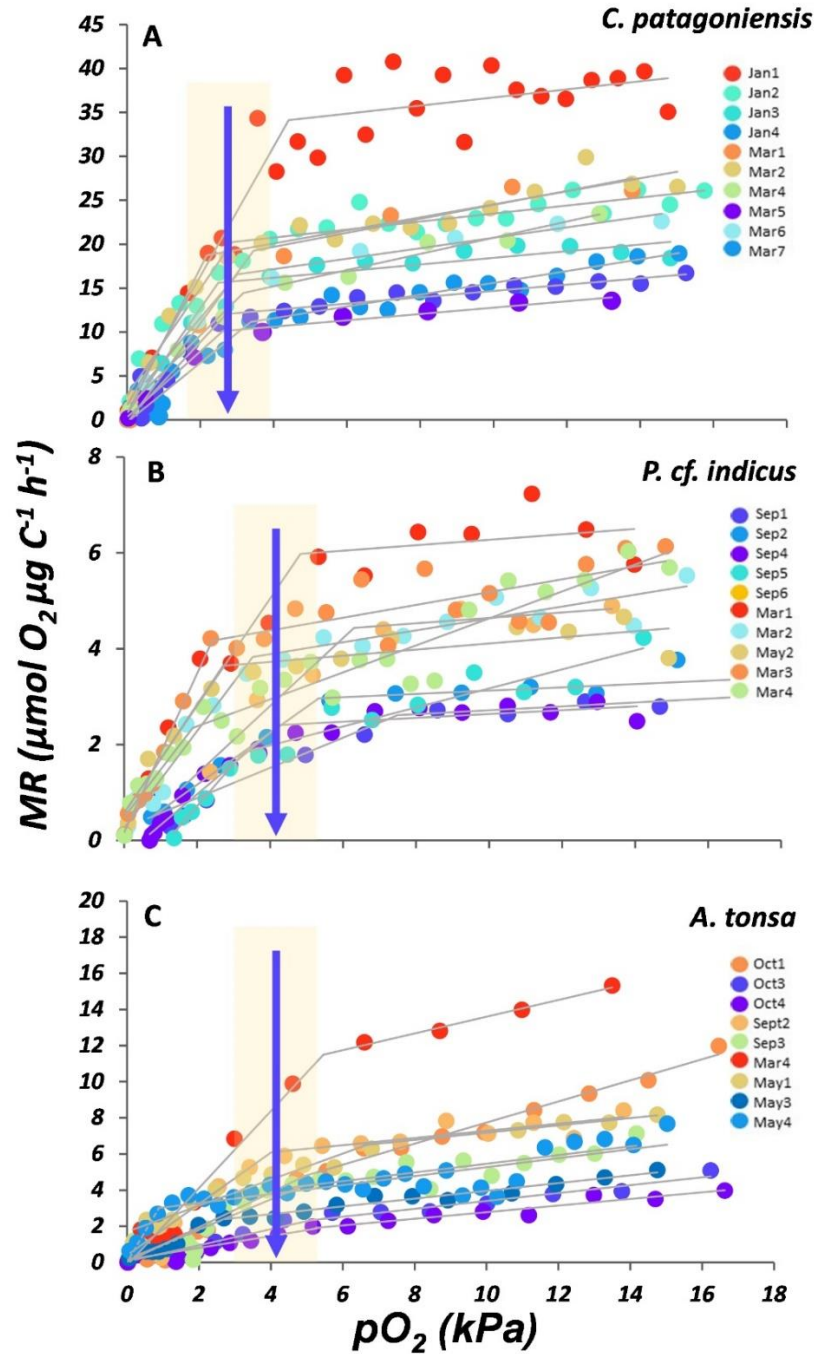 C. patagoniensis
A
45
40
35
30
25
20
15
10
5
0
Jan1
Jan2
Jan3
Jan4
Mar1
Mar2
Mar4
Mar5
Mar6
Mar7
P. cf. indicus
B
8
6
4
2
0
Sep1
Sep2
Sep4
Sep5
Sep6
Mar1
Mar2
May2
Mar3
Mar4
MR (µmol O₂ µg C⁻¹ h⁻¹)
A. tonsa
C
20
18
16
14
12
10
8
6
4
2
0
Oct1
Oct3
Oct4
Sept2
Sep3
Mar4
May1
May3
May4
0 2 4 6 8 10 12 14 16 18
pO₂ (kPa)